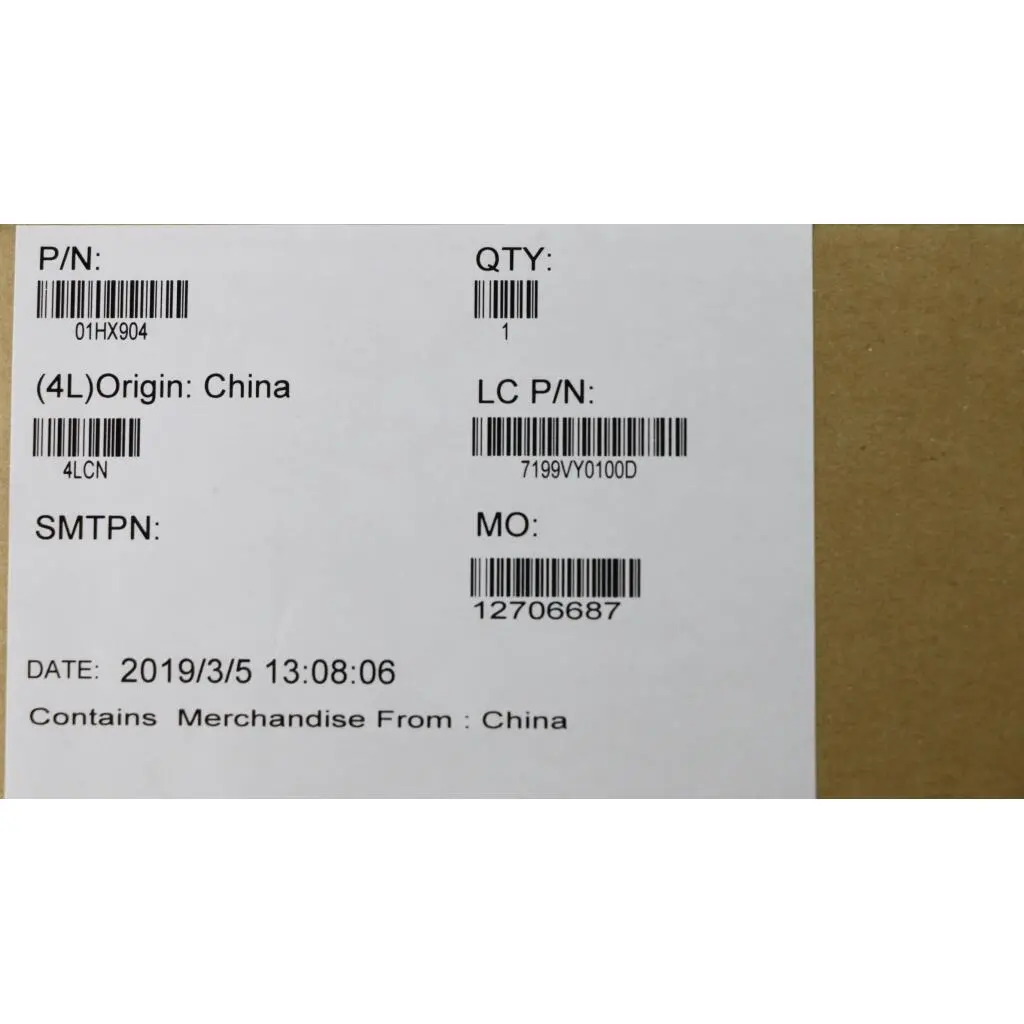 P/N:
QTY:
01HX904
1
(4L)Origin: China
LC P/N:
4LCN
7199VY0100D
SMTPN:
MO:
12706687
DATE: 2019/3/5 13:08:06
Contains Merchandise From : China